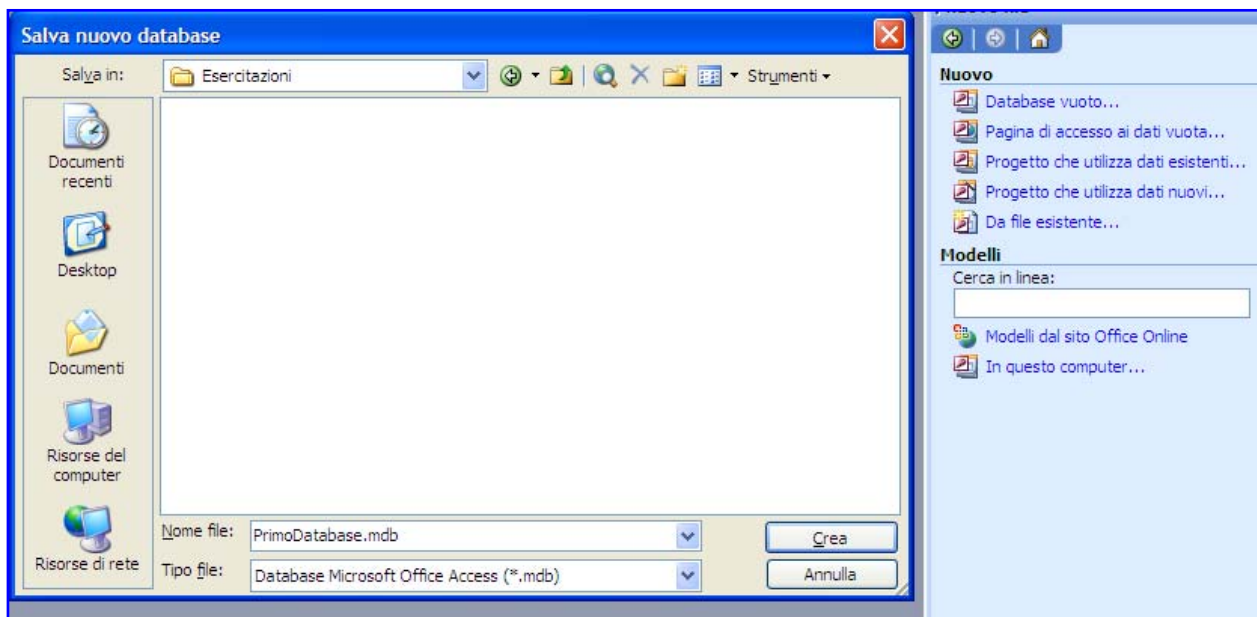 Salva nuovo database
Salva in:
Esercitazioni
Strumenti
Documenti
recenti
Desktop
Documenti
Risorse del
computer
Risorse di rete
Nome file:
PrimoDatabase.mdb
Crea
Tipo file:
Database Microsoft Office Access (*.mdb)
Annulla
Nuovo
Database vuoto...
Pagina di accesso ai dati vuota...
Progetto che utilizza dati esistenti...
Progetto che utilizza dati nuovi...
Da file esistente...
Modelli
Cerca in linea:
Modelli dal sito Office Online
In questo computer...